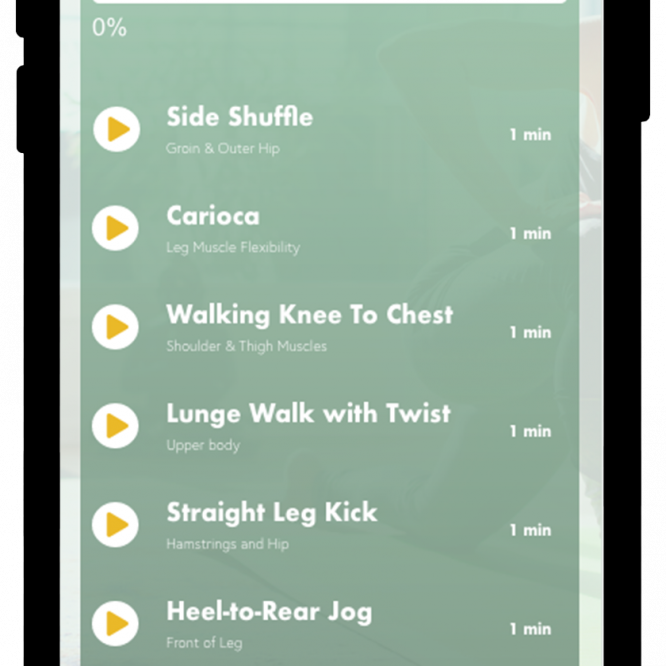 0%
Side Shuffle
Groin & Outer Hip
1 min
Carioca
Leg Muscle Flexibility
1 min
Walking Knee To Chest
Shoulder & Thigh Muscles
1 min
Lunge Walk with Twist
Upper body
1 min
Straight Leg Kick
Hamstrings and Hip
1 min
Heel-to-Rear Jog
Front of Leg
1 min